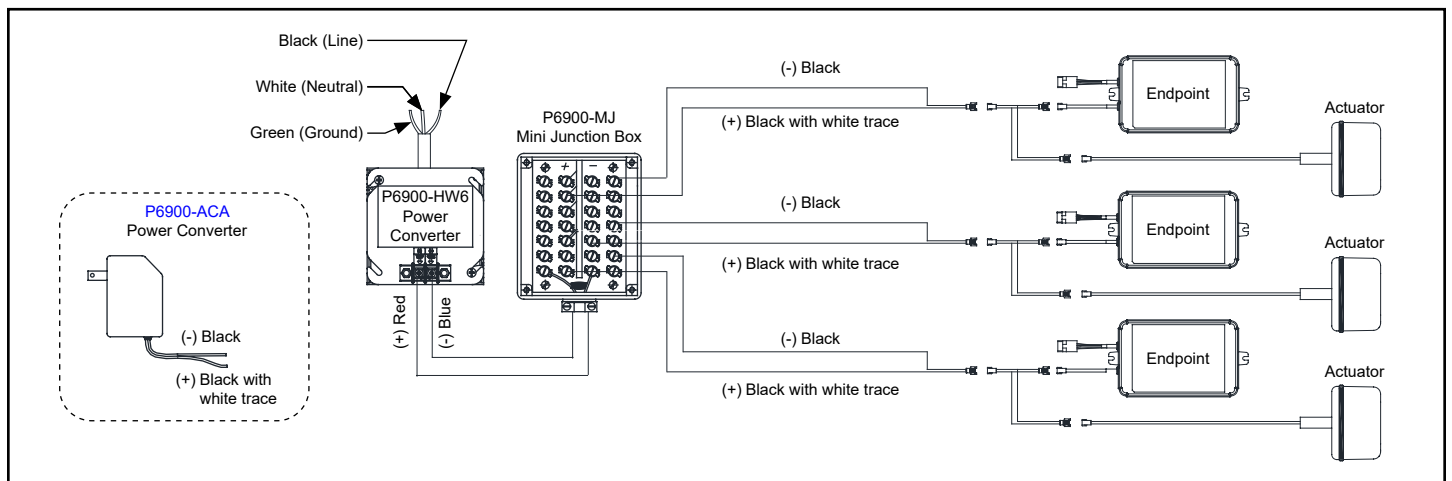 Black (Line)
White (Neutral)
Green (Ground)
P6900-ACA
Power Converter
(-) Black
(+) Black with
white trace
P6900-HW6
Power
Converter
(+) Red
(-) Blue
P6900-MJ
Mini Junction Box
+ −
(-) Black
(+) Black with white trace
(-) Black
(+) Black with white trace
(-) Black
(+) Black with white trace
Endpoint
Actuator
Endpoint
Actuator
Endpoint
Actuator